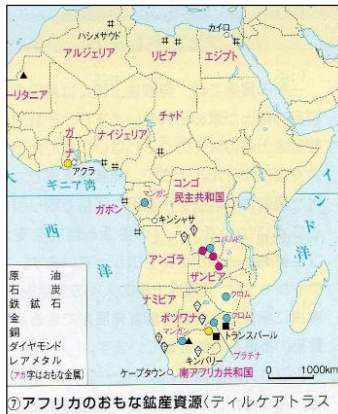 カイロ
ハシメサウド
アルジェリア
リビア
エジプト
ーリタニア
チャド
ガーナ
ナイジェリア
アクラ
ギニア湾
コンゴ
民主共和国
マンガン
ガボン
キンシャサ
大
西
洋
インド洋
アンゴラ
コバルト
ザンビア
ナミビア
ボツワナ
クロム
クロム
マンガン
トランスバール
キンバリー
プラチナ
ケープタウン
南アフリカ共和国
原油
石炭
鉄鉱石
金
銅
ダイヤモンド
レアメタル
(アカ字はおもな金属)
0 1000km
⑦アフリカのおもな鉱産資源〈ディルケアトラス